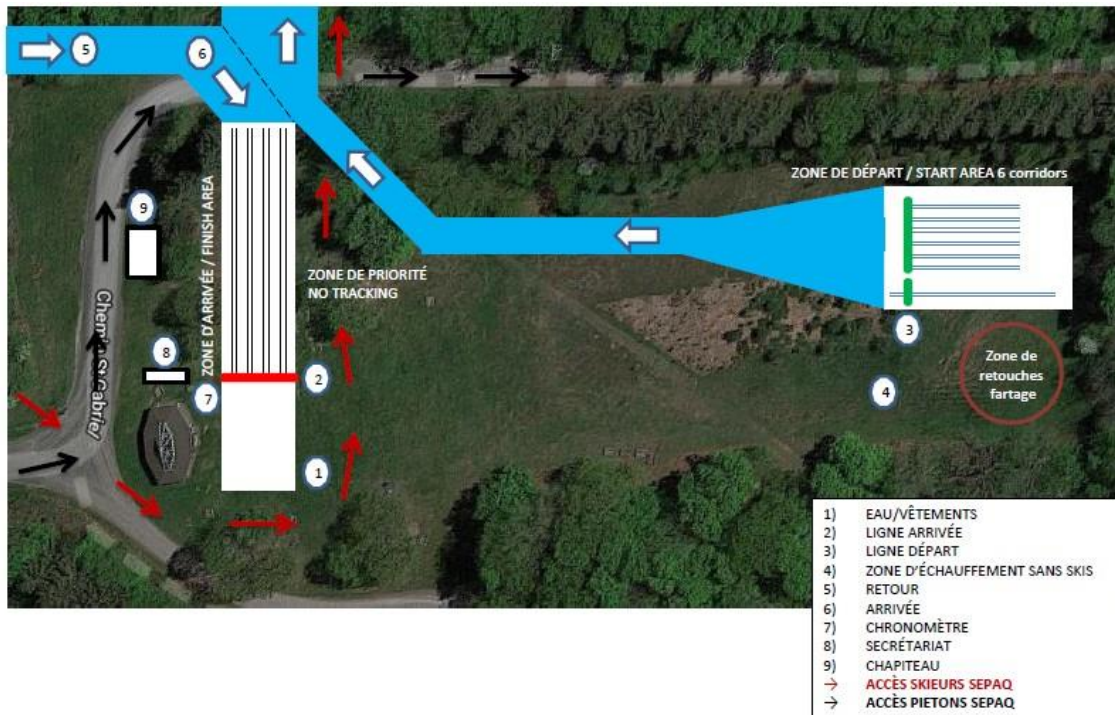 5
6
9
ZONE DE DÉPART / START AREA 6 corridors
ZONE DE PRIORITÉ
NO TRACKING
ZONE D'ARRIVÉE / FINISH AREA
Chemin St-Gabriel
3
8
2
7
4
Zone de
retouches
fartage
1
1) EAU/VÊTEMENTS
2) LIGNE ARRIVÉE
3) LIGNE DÉPART
4) ZONE D'ÉCHAUFFEMENT SANS SKIS
5) RETOUR
6) ARRIVÉE
7) CHRONOMÈTRE
8) SECRÉTARIAT
9) CHAPITEAU
→ ACCÈS SKIEURS SEPAQ
→ ACCÈS PIETONS SEPAQ